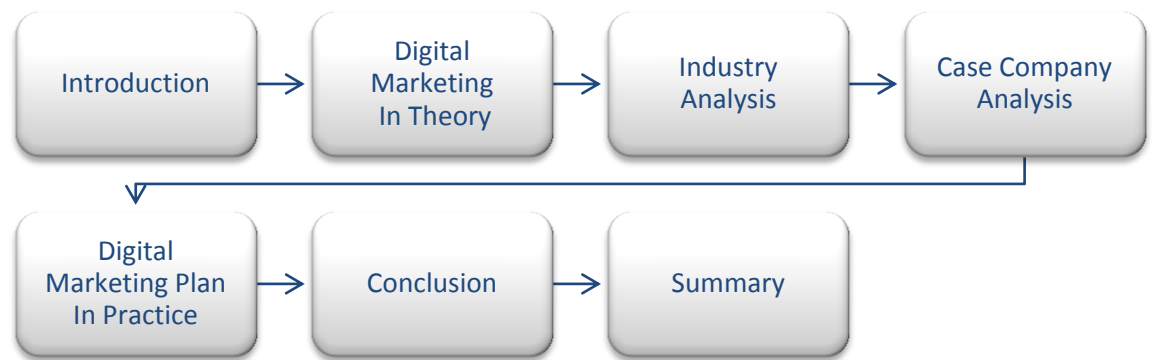 Introduction
Digital
Marketing
In Theory
Industry
Analysis
Case Company
Analysis
Digital
Marketing Plan
In Practice
Conclusion
Summary